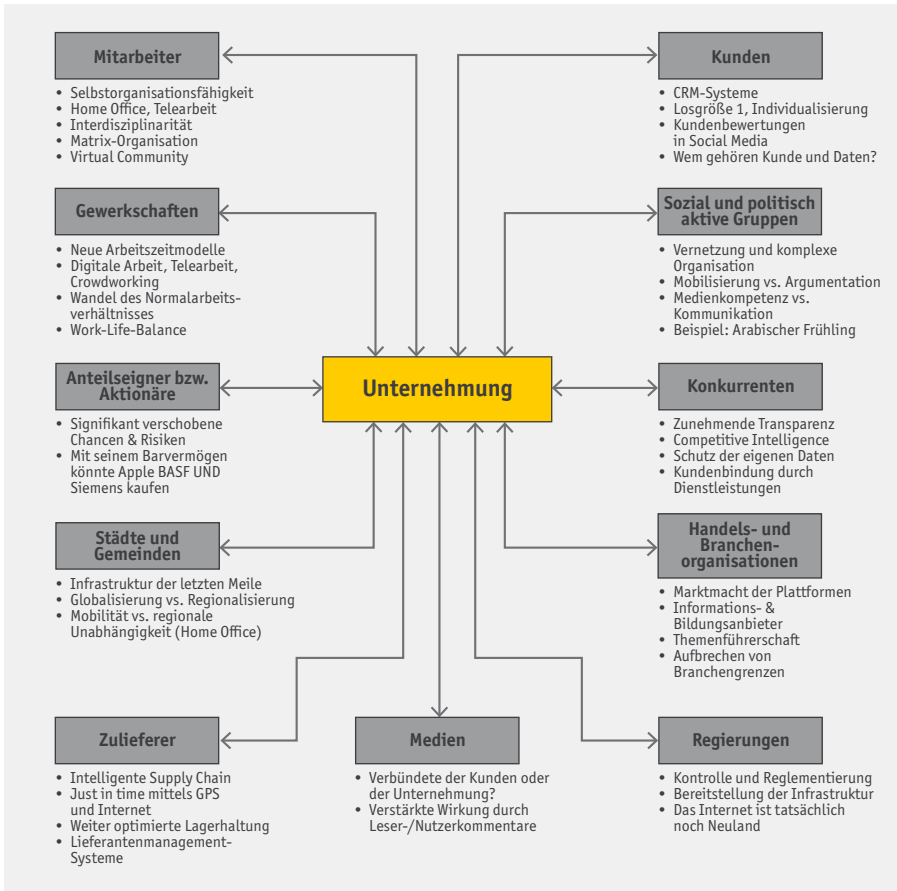 Mitarbeiter
• Selbstorganisationsfähigkeit
• Home Office, Telearbeit
• Interdisziplinarität
• Matrix-Organisation
• Virtual Community
Kunden
• CRM-Systeme
• Losgröße 1, Individualisierung
• Kundenbewertungen
in Social Media
• Wem gehören Kunde und Daten?
Gewerkschaften
• Neue Arbeitszeitmodelle
• Digitale Arbeit, Telearbeit,
Crowdworking
• Wandel des Normalarbeits-
verhältnisses
• Work-Life-Balance
Sozial und politisch
aktive Gruppen
• Vernetzung und komplexe
Organisation
• Mobilisierung vs. Argumentation
• Medienkompetenz vs.
Kommunikation
• Beispiel: Arabischer Frühling
Anteilseigner bzw.
Aktionäre
• Signifikant verschobene
Chancen & Risiken
• Mit seinem Barvermögen
könnte Apple BASF UND
Siemens kaufen
Unternehmung
Konkurrenten
• Zunehmende Transparenz
• Competitive Intelligence
• Schutz der eigenen Daten
• Kundenbindung durch
Dienstleistungen
Städte und
Gemeinden
• Infrastruktur der letzten Meile
• Globalisierung vs. Regionalisierung
• Mobilität vs. regionale
Unabhängigkeit (Home Office)
Handels- und
Branchen-
organisationen
• Marktmacht der Plattformen
• Informations- &
Bildungsanbieter
• Themenführerschaft
• Aufbrechen von
Branchengrenzen
Zulieferer
• Intelligente Supply Chain
• Just in time mittels GPS
und Internet
• Weiter optimierte Lagerhaltung
• Lieferantenmanagement-
Systeme
Medien
• Verbündete der Kunden oder
der Unternehmung?
• Verstärkte Wirkung durch
Leser-/Nutzerkommentare
Regierungen
• Kontrolle und Reglementierung
• Bereitstellung der Infrastruktur
• Das Internet ist tatsächlich
noch Neuland